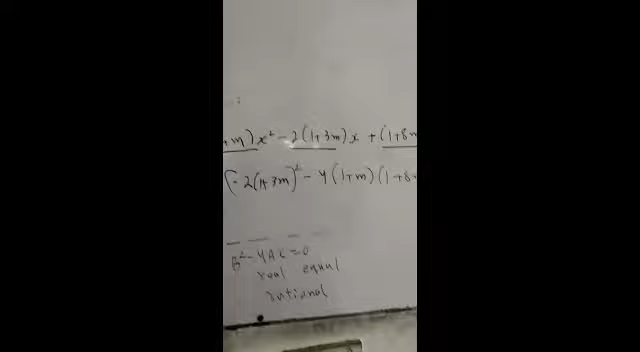 +m)x² - 2(1+3m)x + (1+8m
(-2(1+3m)² - 4(1+m)(1+8
B² - 4AC = 0
real equal
rational